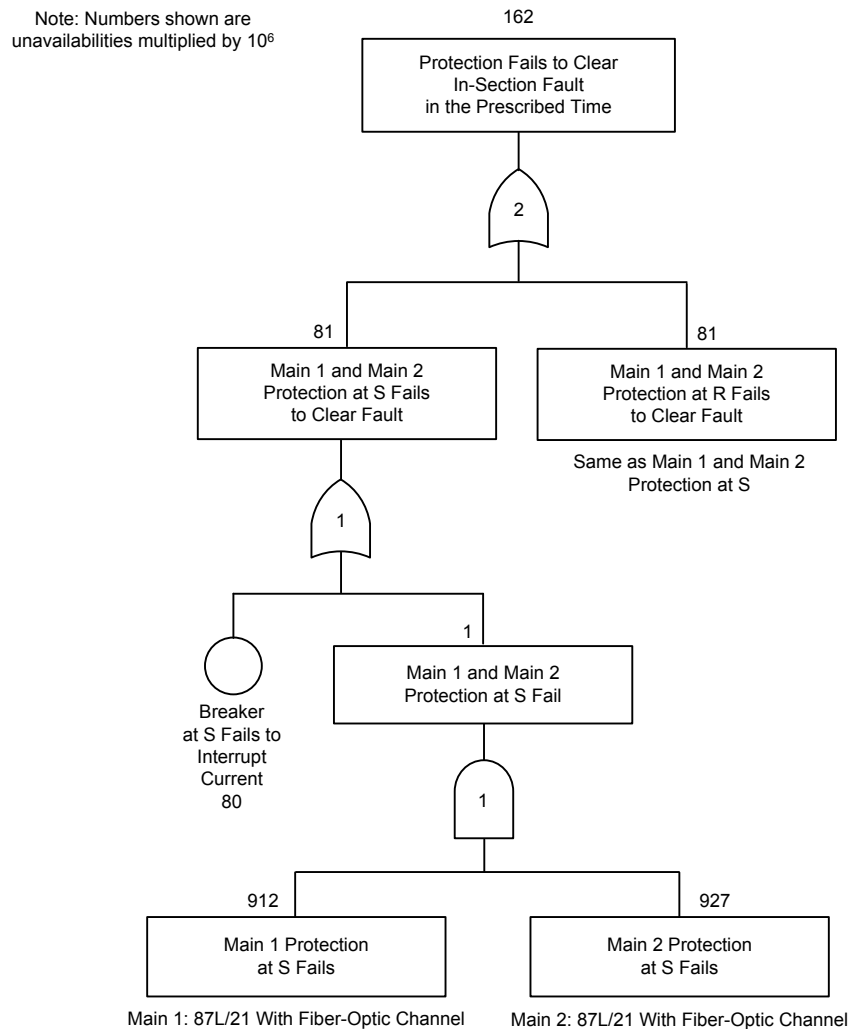 Note: Numbers shown are
unavailabilities multiplied by 10⁶
162
Protection Fails to Clear
In-Section Fault
in the Prescribed Time
2
81
Main 1 and Main 2
Protection at S Fails
to Clear Fault
81
Main 1 and Main 2
Protection at R Fails
to Clear Fault
Same as Main 1 and Main 2
Protection at S
1
Breaker
at S Fails to
Interrupt
Current
80
1
Main 1 and Main 2
Protection at S Fail
1
912
Main 1 Protection
at S Fails
Main 1: 87L/21 With Fiber-Optic Channel
927
Main 2 Protection
at S Fails
Main 2: 87L/21 With Fiber-Optic Channel